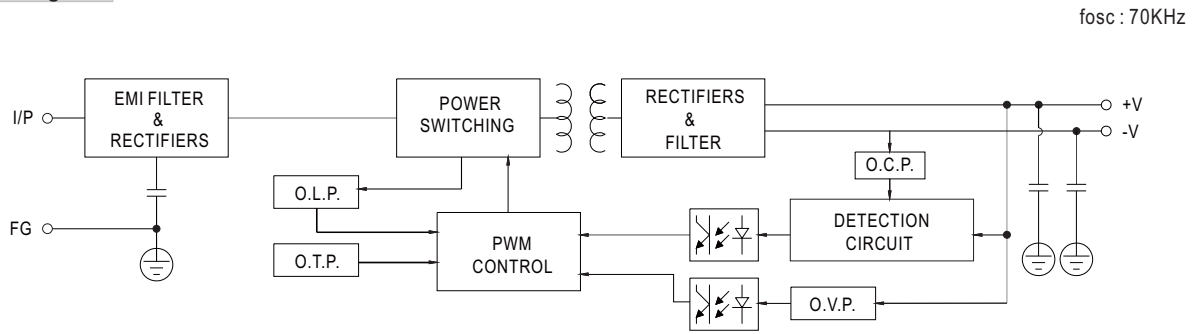 fosc : 70KHz
I/P
EMI FILTER
&
RECTIFIERS
POWER
SWITCHING
RECTIFIERS
&
FILTER
+V
-V
O.C.P.
O.L.P.
DETECTION
CIRCUIT
FG
PWM
CONTROL
O.T.P.
O.V.P.